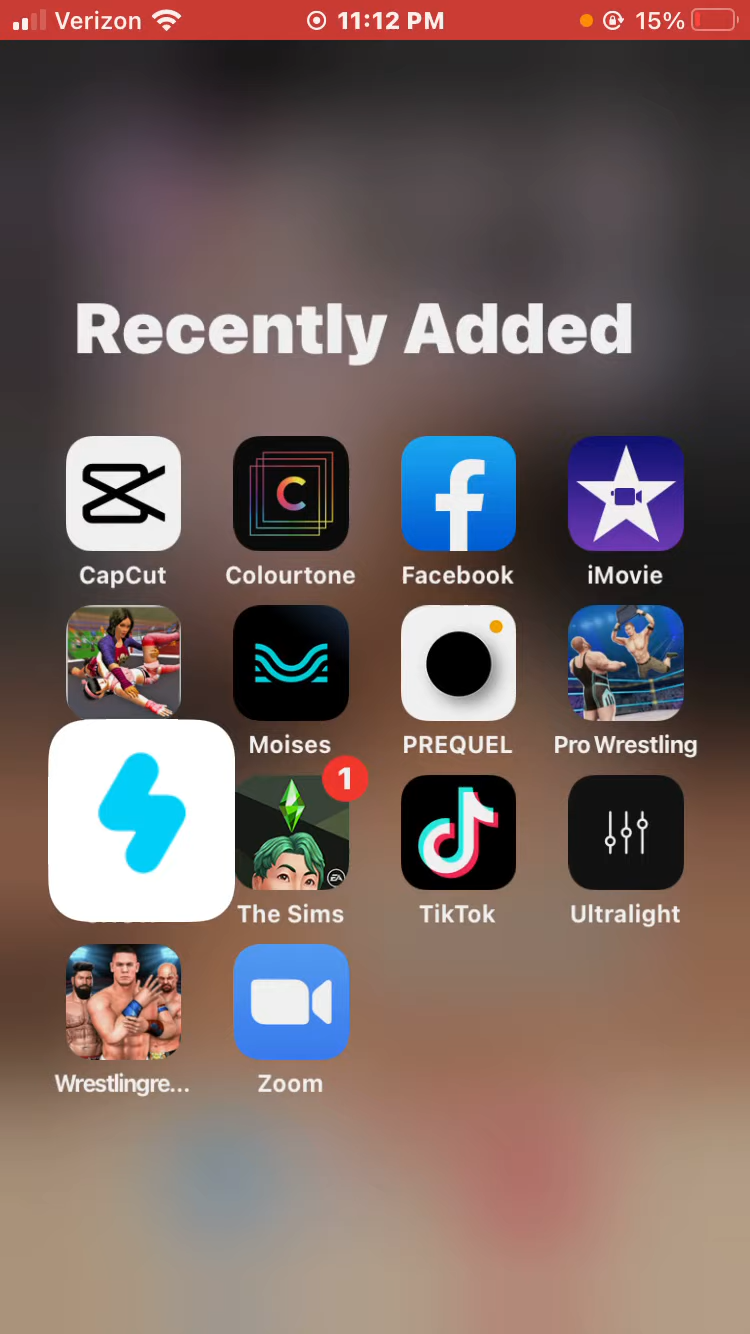 Verizon 11:12 PM 15%
Recently Added
C
CapCut Colourtone Facebook iMovie
Moises PREQUEL Pro Wrestling
1
EA
The Sims TikTok Ultralight
Wrestlingre... Zoom